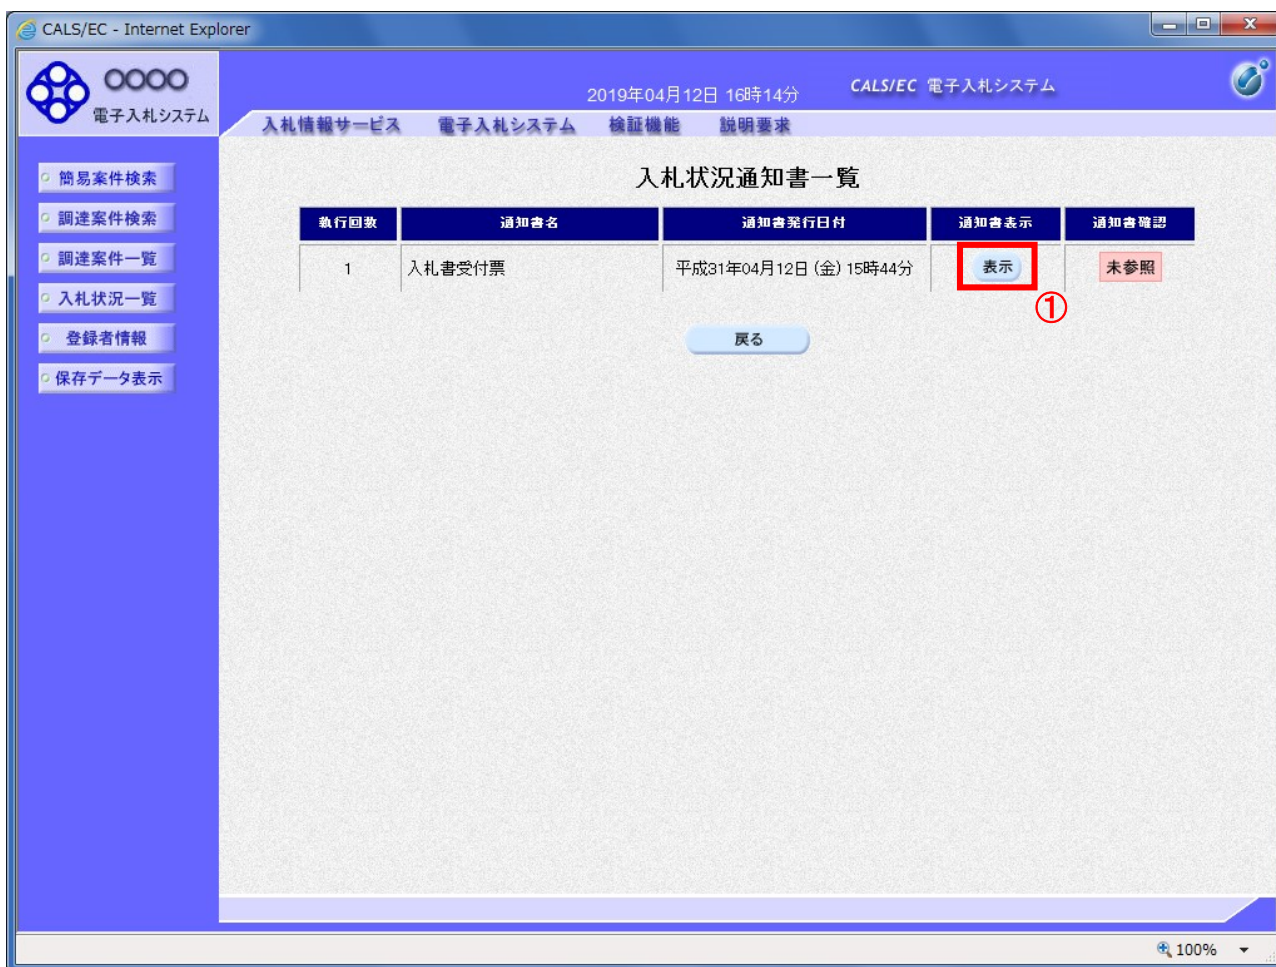 CALS/EC - Internet Explorer
○○○○
電子入札システム
2019年04月12日 16時14分
CALS/EC 電子入札システム
入札情報サービス 電子入札システム 検証機能 説明要求
簡易案件検索
調達案件検索
調達案件一覧
入札状況一覧
登録者情報
保存データ表示
入札状況通知書一覧
執行回数 通知書名 通知書発行日付 通知書表示 通知書確認
1 入札書受付票 平成31年04月12日 (金) 15時44分 表示 未参照
①
戻る
100%